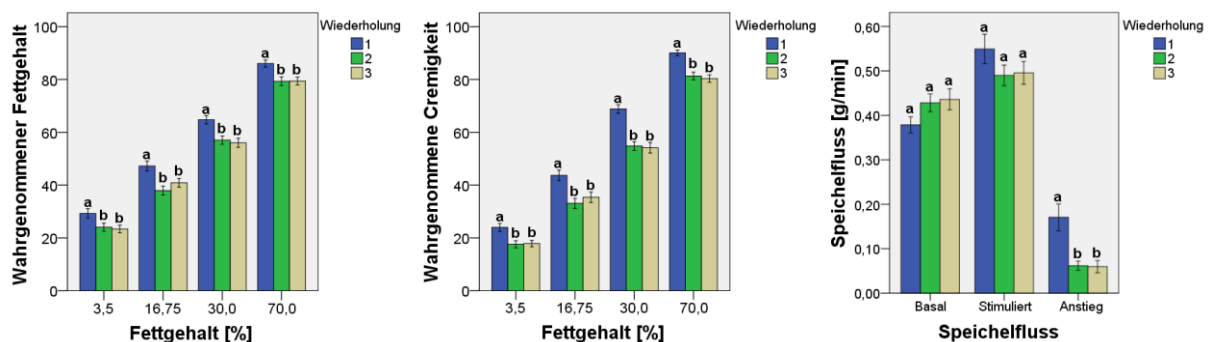 Wahrgenommener Fettgehalt
100
80
60
40
20
0
a
b
b
a
b
b
a
b
b
a
b
b
3,5
16,75
30,0
70,0
Fettgehalt [%]
Wiederholung
1
2
3
Wahrgenommene Cremigkeit
100
80
60
40
20
0
a
b
b
a
b
b
a
b
b
a
b
b
3,5
16,75
30,0
70,0
Fettgehalt [%]
Wiederholung
1
2
3
Speichelfluss [g/min]
0,60
0,50
0,40
0,30
0,20
0,10
0,00
a
a
a
a
a
a
a
b
b
Basal
Stimuliert
Anstieg
Speichelfluss
Wiederholung
1
2
3